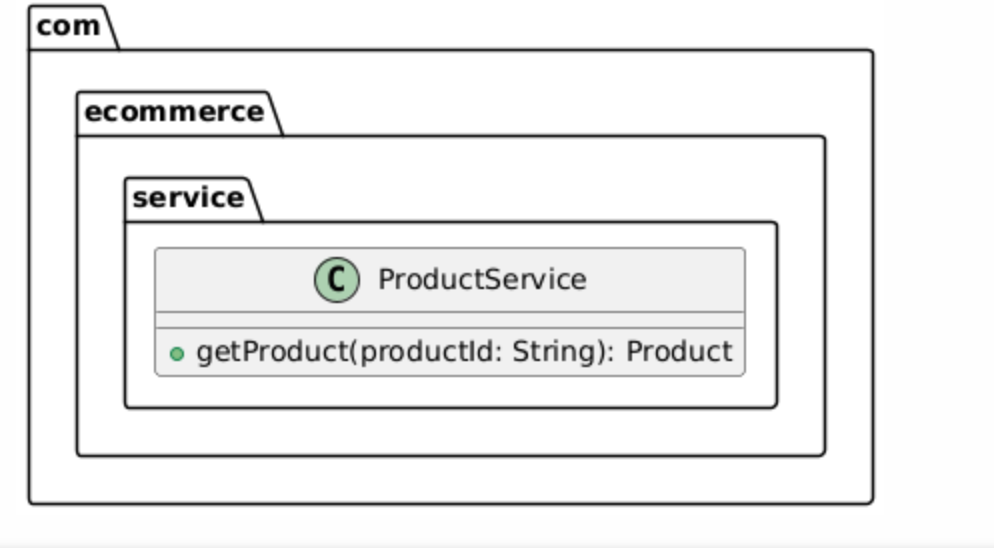 com
ecommerce
service
C ProductService
getProduct(productId: String): Product